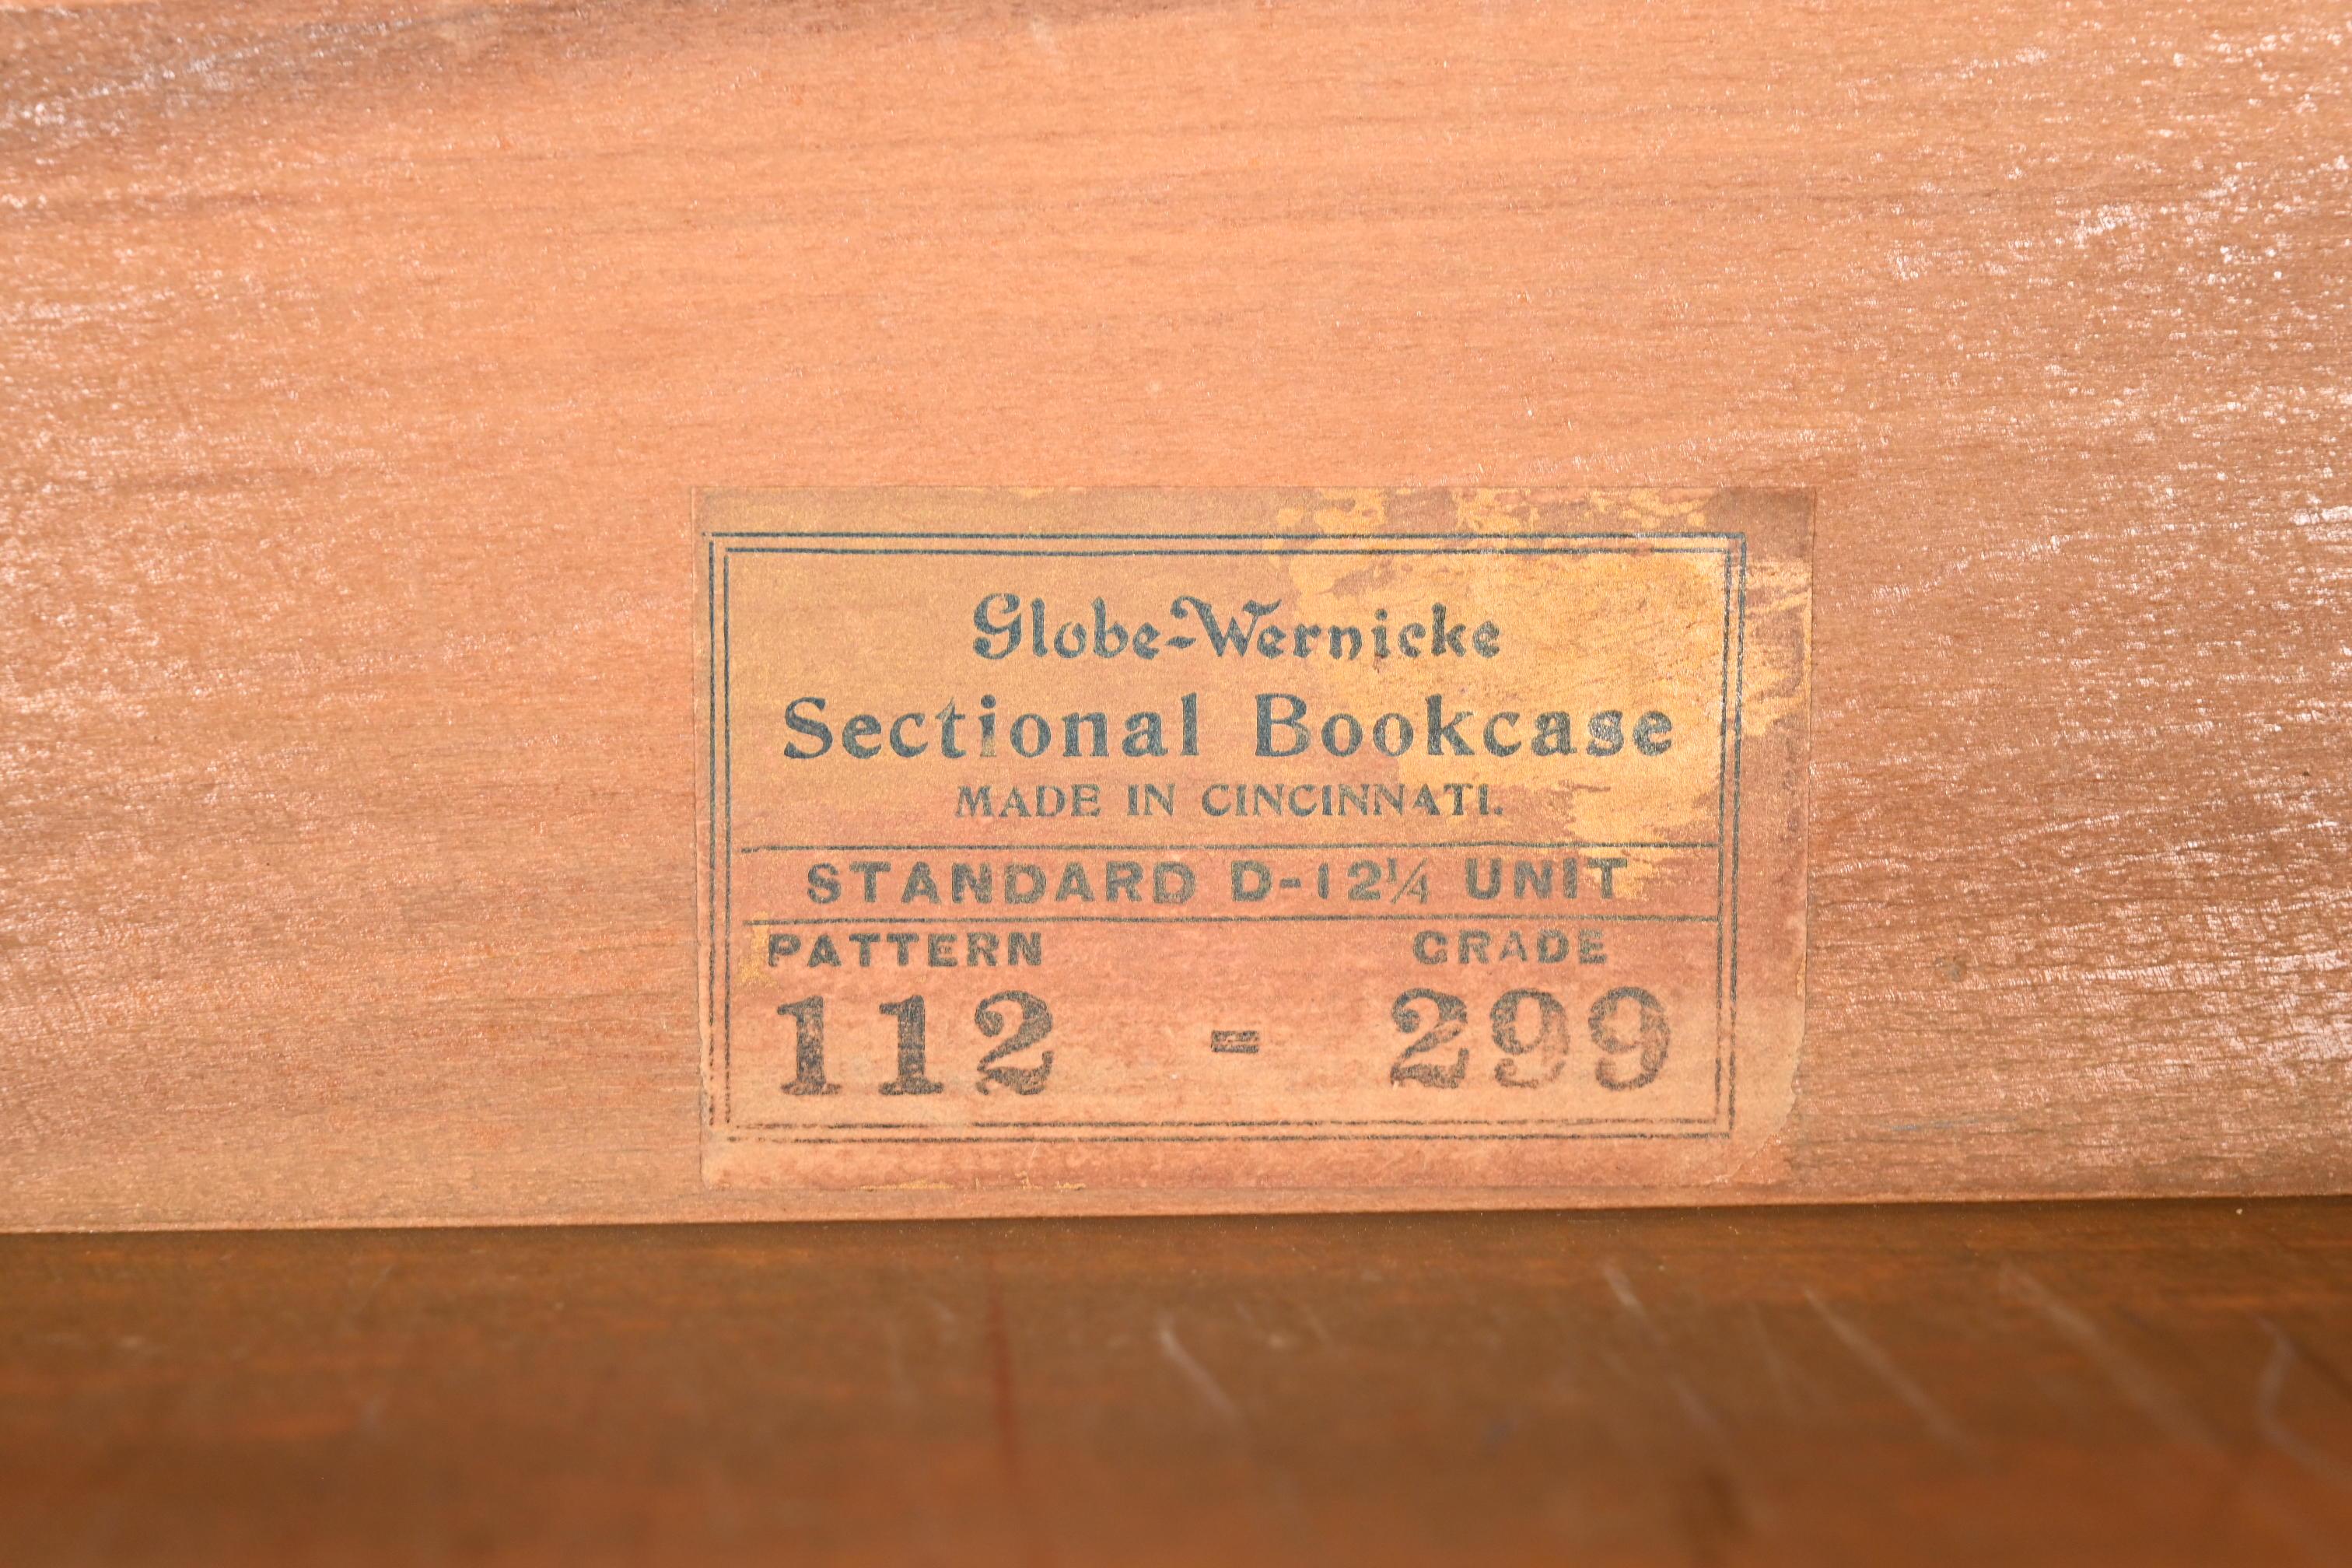 Globe-Wernicke
Sectional Bookcase
MADE IN CINCINNATI.
STANDARD D-12¼ UNIT
PATTERN GRADE
112 = 299